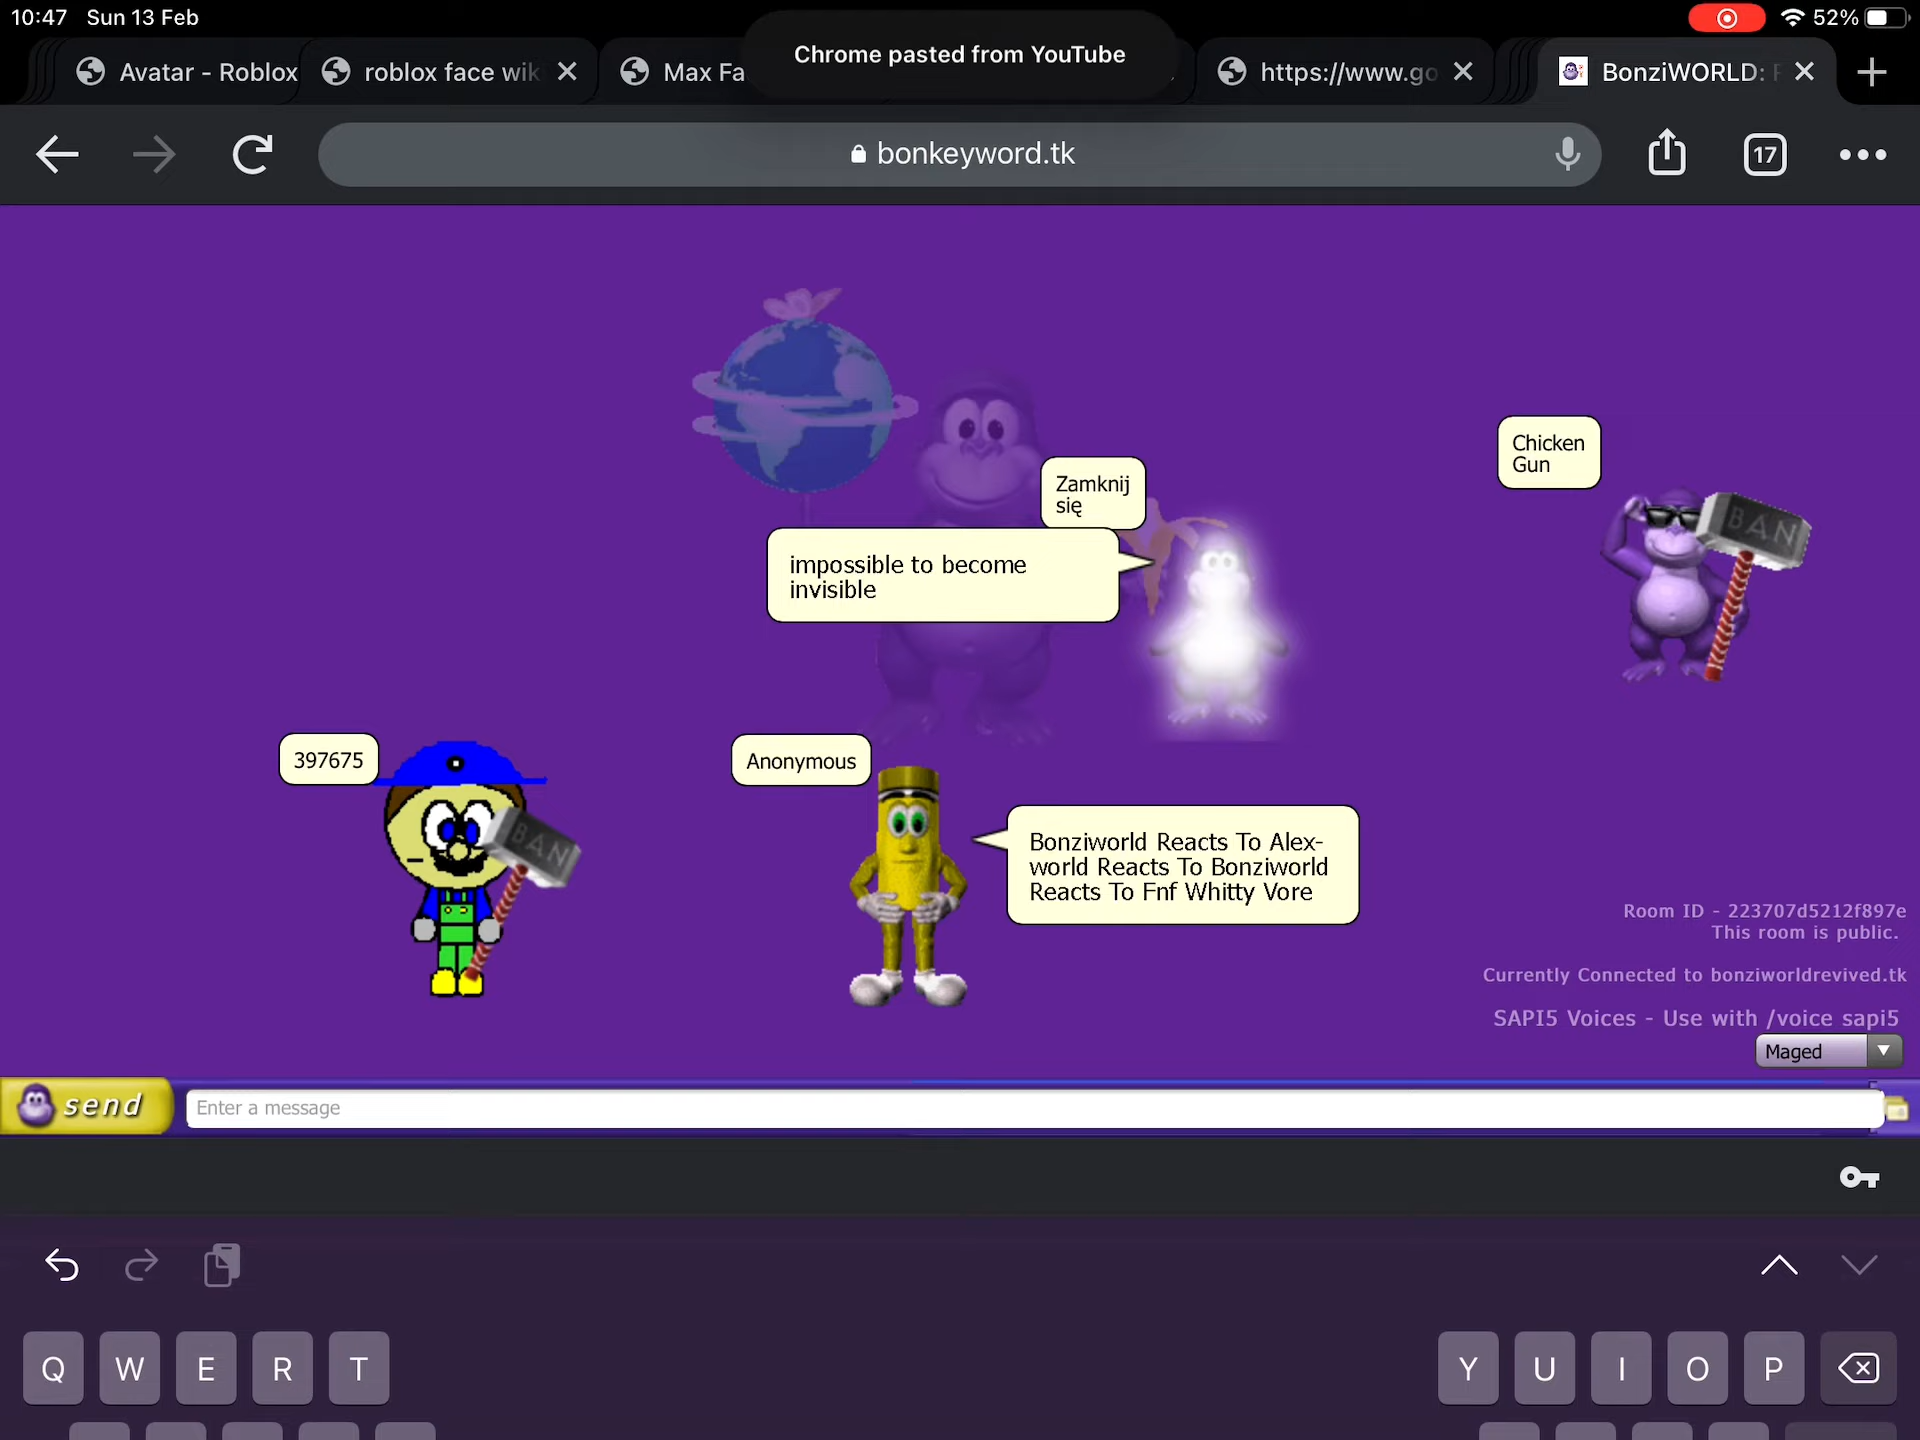 10:47 Sun 13 Feb
52%
Chrome pasted from YouTube
Avatar - Roblox
roblox face wik
Max Fa
https://www.go
BonziWORLD:
bonkeyword.tk
17
Chicken
Gun
BAN
Zamknij
się
impossible to become
invisible
397675
BAN
Anonymous
Bonziworld Reacts To Alex-
world Reacts To Bonziworld
Reacts To Fnf Whitty Vore
Room ID - 223707d5212f897e
This room is public.
Currently Connected to bonziworldrevived.tk
SAPI5 Voices - Use with /voice sapi5
Maged
send
Enter a message
Q W E R T Y U I O P